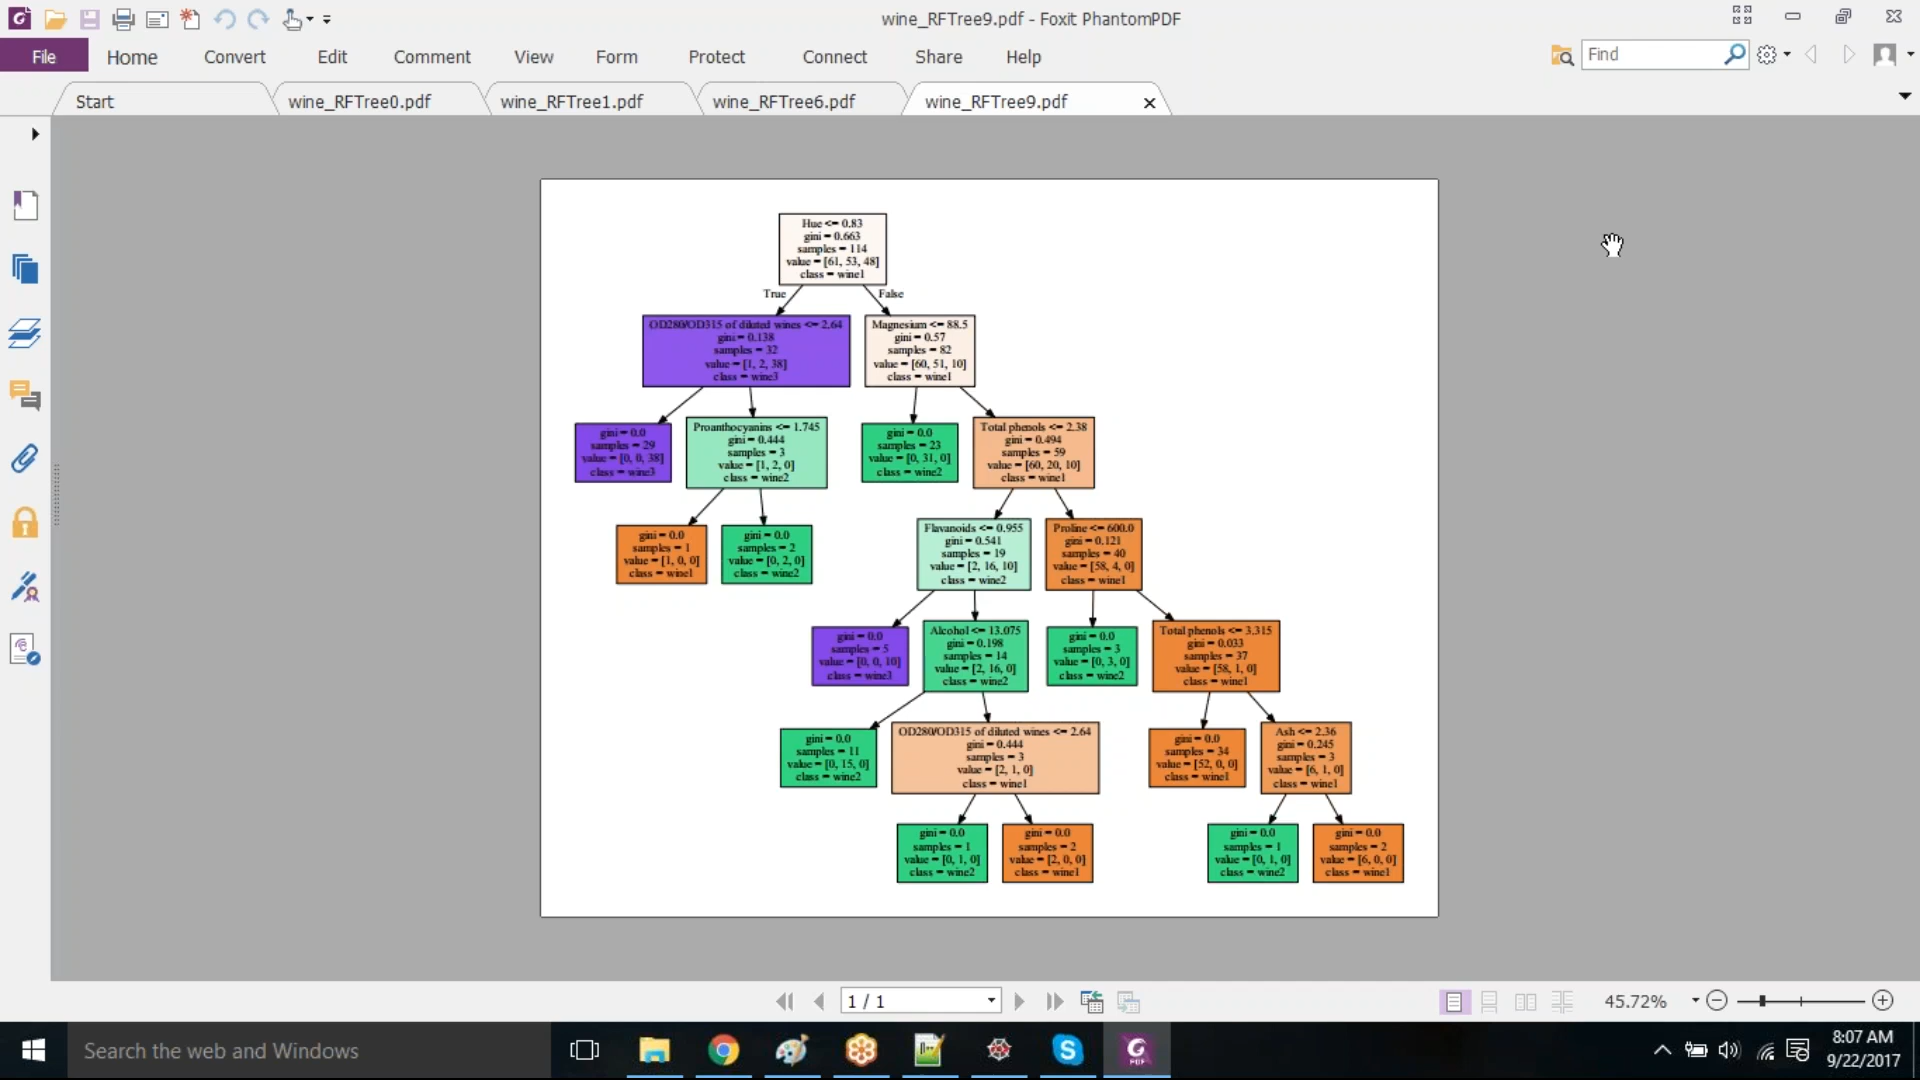 wine_RFTree9.pdf - Foxit PhantomPDF
File Home Convert Edit Comment View Form Protect Connect Share Help
Find
Start wine_RFTree0.pdf wine_RFTree1.pdf wine_RFTree6.pdf wine_RFTree9.pdf
Hue <= 0.83
gini = 0.663
samples = 114
value = [61, 53, 48]
class = wine1
True
False
OD280/OD315 of diluted wines <= 2.64
gini = 0.138
samples = 32
value = [1, 2, 38]
class = wine3
Magnesium <= 88.5
gini = 0.57
samples = 82
value = [60, 51, 10]
class = wine1
gini = 0.0
samples = 29
value = [0, 0, 38]
class = wine3
Proanthocyanins <= 1.745
gini = 0.444
samples = 3
value = [1, 2, 0]
class = wine2
gini = 0.0
samples = 23
value = [0, 31, 0]
class = wine2
Total phenols <= 2.38
gini = 0.494
samples = 59
value = [60, 20, 10]
class = wine1
gini = 0.0
samples = 1
value = [1, 0, 0]
class = wine1
gini = 0.0
samples = 2
value = [0, 2, 0]
class = wine2
Flavanoids <= 0.955
gini = 0.541
samples = 19
value = [2, 16, 10]
class = wine2
Proline <= 600.0
gini = 0.121
samples = 40
value = [58, 4, 0]
class = wine1
gini = 0.0
samples = 5
value = [0, 0, 10]
class = wine3
Alcohol <= 13.075
gini = 0.198
samples = 14
value = [2, 16, 0]
class = wine2
gini = 0.0
samples = 3
value = [0, 3, 0]
class = wine2
Total phenols <= 3.315
gini = 0.033
samples = 37
value = [58, 1, 0]
class = wine1
gini = 0.0
samples = 11
value = [0, 15, 0]
class = wine2
OD280/OD315 of diluted wines <= 2.64
gini = 0.444
samples = 3
value = [2, 1, 0]
class = wine1
gini = 0.0
samples = 34
value = [52, 0, 0]
class = wine1
Ash <= 2.36
gini = 0.245
samples = 3
value = [6, 1, 0]
class = wine1
gini = 0.0
samples = 1
value = [0, 1, 0]
class = wine2
gini = 0.0
samples = 2
value = [2, 0, 0]
class = wine1
gini = 0.0
samples = 1
value = [0, 1, 0]
class = wine2
gini = 0.0
samples = 2
value = [6, 0, 0]
class = wine1
1 / 1
45.72%
Search the web and Windows
8:07 AM
9/22/2017